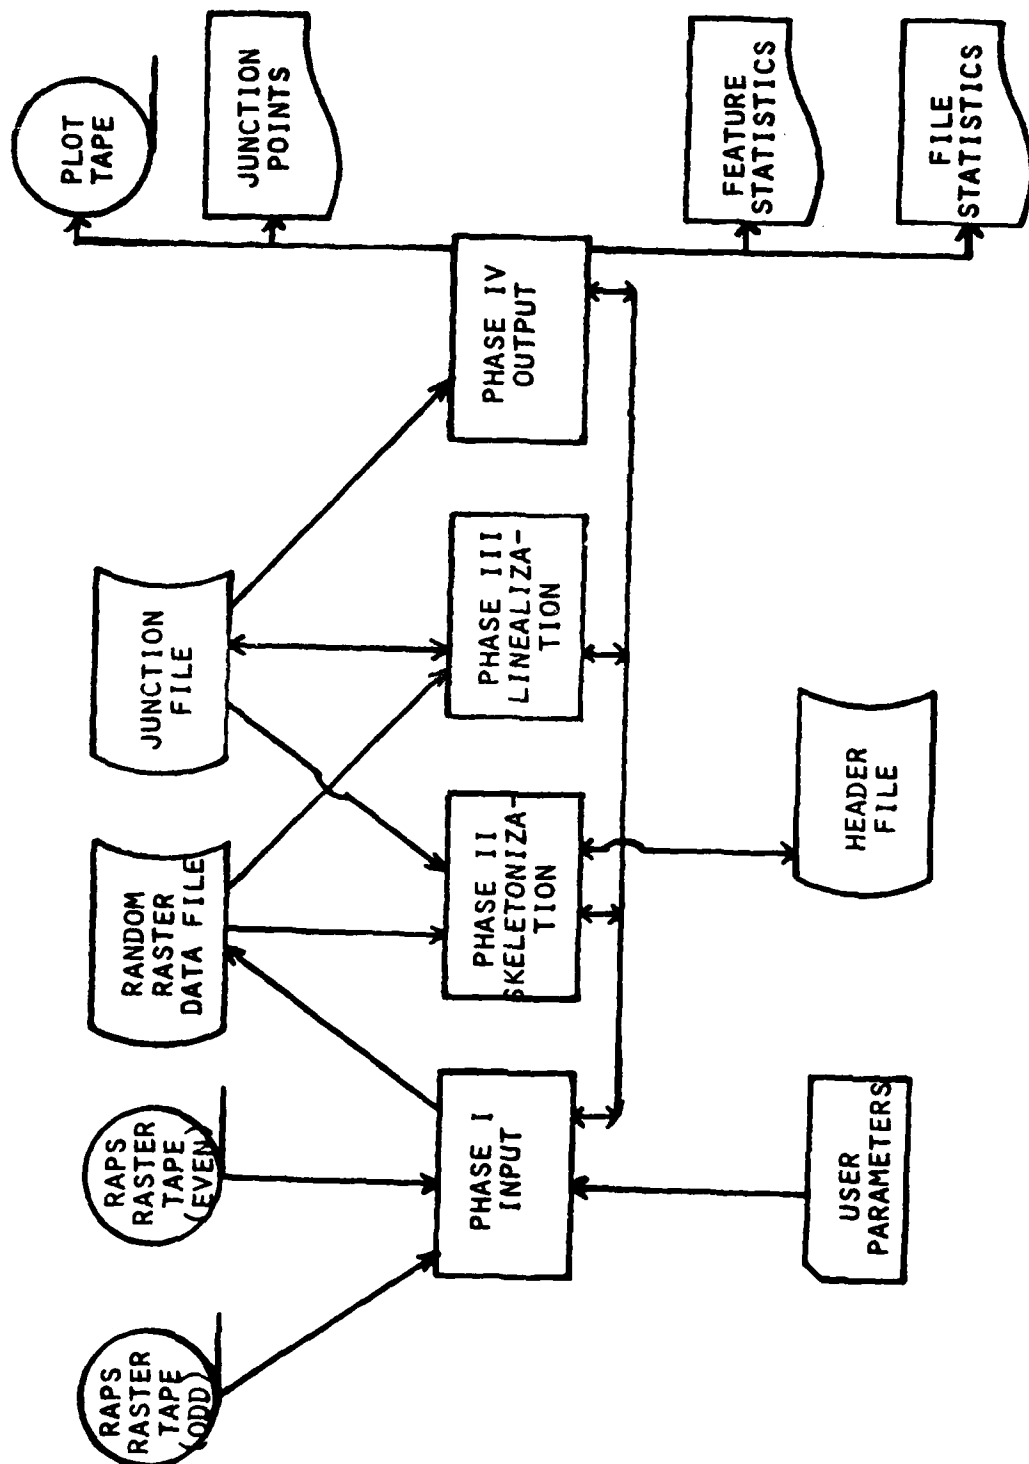 RAPS
RASTER
TAPE
(ODD)
RAPS
RASTER
TAPE
(EVEN)
RANDOM
RASTER
DATA FILE
JUNCTION
FILE
PLOT
TAPE
JUNCTION
POINTS
PHASE I
INPUT
PHASE II
SKELETONIZA-
TION
PHASE III
LINEALIZA-
TION
PHASE IV
OUTPUT
FEATURE
STATISTICS
FILE
STATISTICS
USER
PARAMETERS
HEADER
FILE